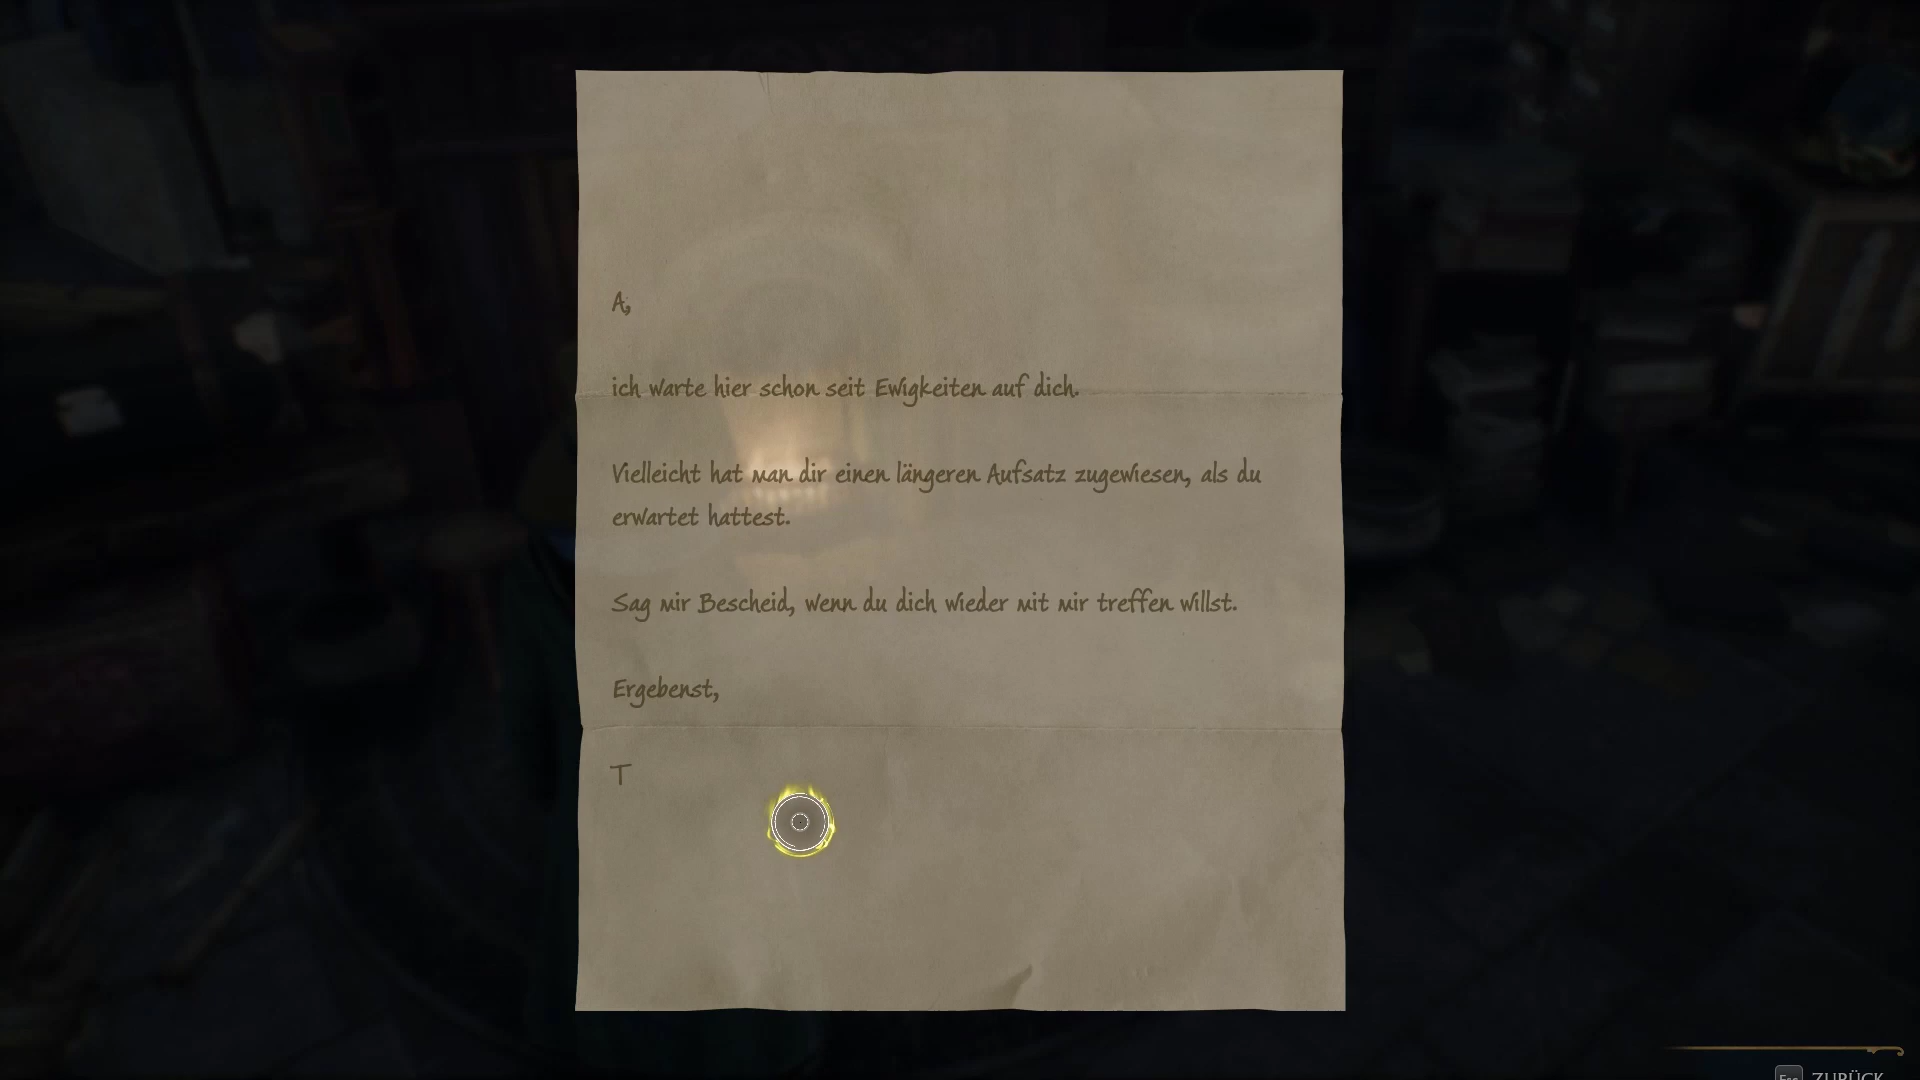 A,
ich warte hier schon seit Ewigkeiten auf dich.
Vielleicht hat man dir einen längeren Aufsatz zugewiesen, als du
erwartet hattest.
Sag mir Bescheid, wenn du dich wieder mit mir treffen willst.
Ergebenst,
T
Esc ZURÜCK